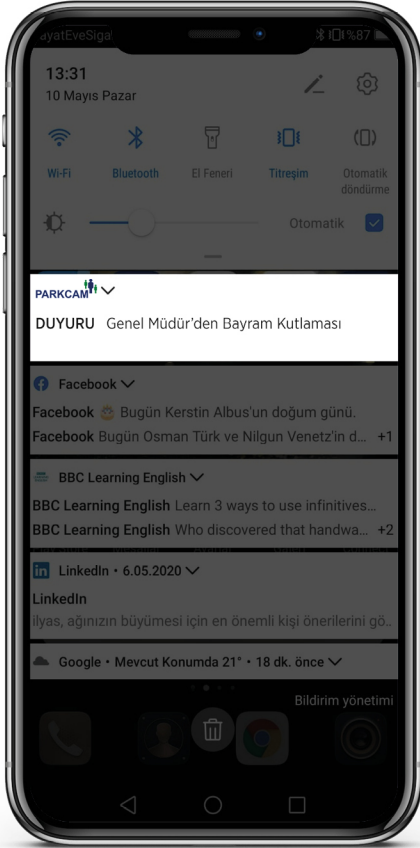 ayatEveSığa
%87
13:31
10 Mayıs Pazar
Wi-Fi
Bluetooth
El Feneri
Titreşim
Otomatik
döndürme
Otomatik
PARKCAM
DUYURU Genel Müdür'den Bayram Kutlaması
Facebook
Facebook Bugün Kerstin Albus'un doğum günü.
Facebook Bugün Osman Türk ve Nilgun Venetz'in d... +1
BBC Learning English
BBC Learning English Learn 3 ways to use infinitives...
BBC Learning English Who discovered that handwa... +2
in LinkedIn • 6.05.2020
LinkedIn
ilyas, ağınızın büyümesi için en önemli kişi önerilerini gö..
Google • Mevcut Konumda 21° • 18 dk. önce
Bildirim yönetimi